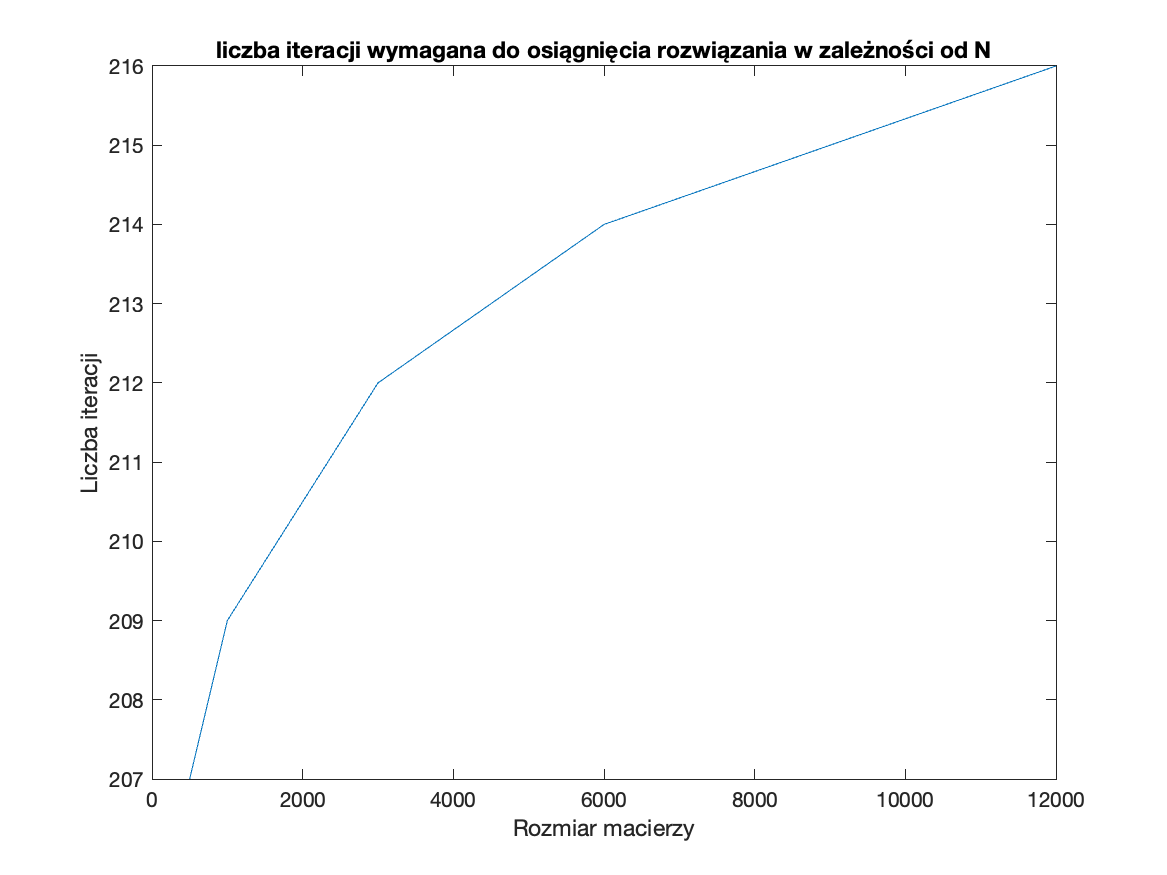 liczba iteracji wymagana do osiągnięcia rozwiązania w zależności od N
216
215
214
213
212
211
210
209
208
207
Liczba iteracji
0 2000 4000 6000 8000 10000 12000
Rozmiar macierzy